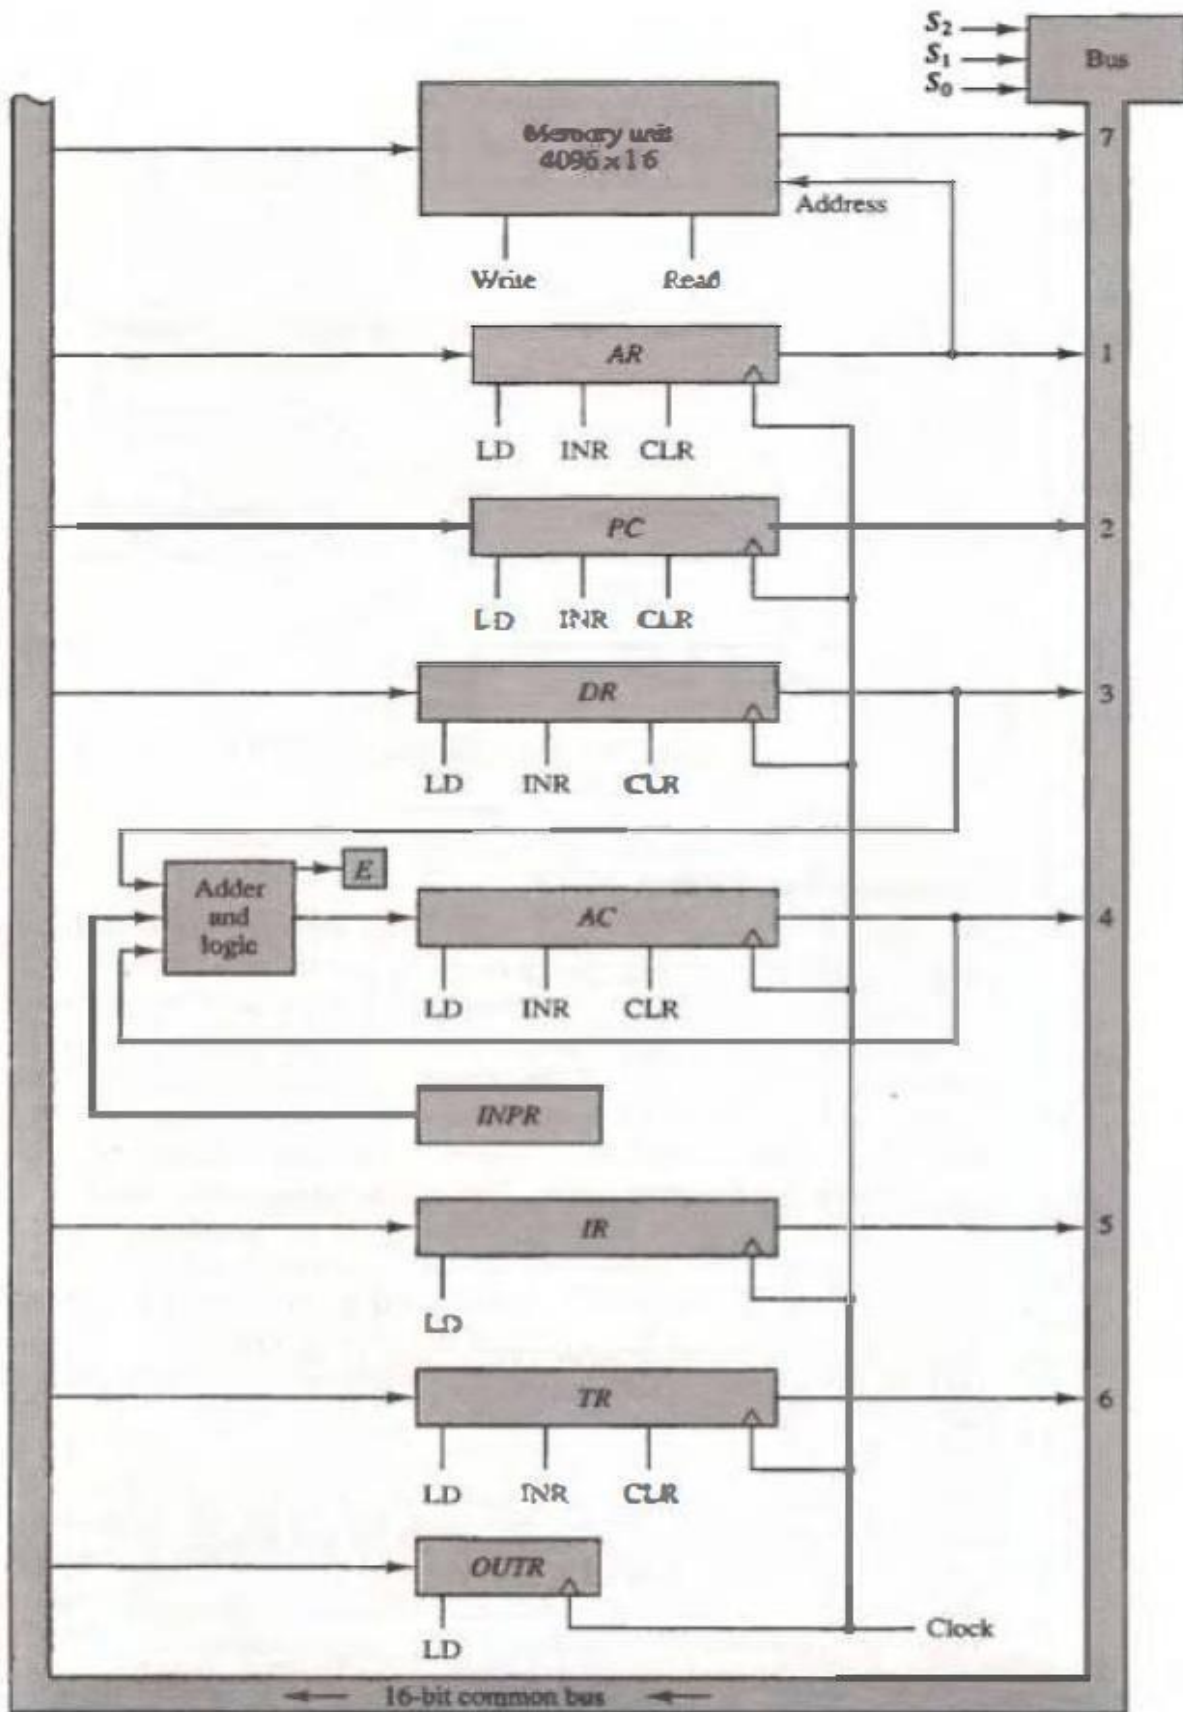 S₂
S₁
S₀
Bus
Memory unit
4096 x 16
7
Address
Write
Read
AR
1
LD
INR
CLR
PC
2
LD
INR
CLR
DR
3
LD
INR
CLR
Adder
and
logic
E
AC
4
LD
INR
CLR
INPR
IR
5
LD
TR
6
LD
INR
CLR
OUTR
LD
Clock
16-bit common bus